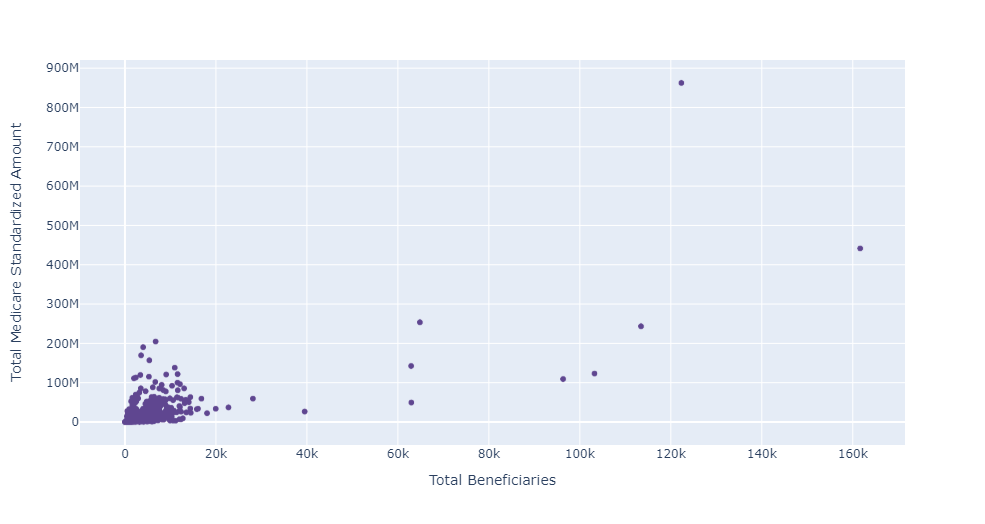 900M
800M
700M
600M
500M
400M
300M
200M
100M
0
Total Medicare Standardized Amount
0 20k 40k 60k 80k 100k 120k 140k 160k
Total Beneficiaries